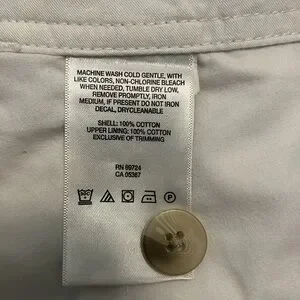 MACHINE WASH COLD GENTLE, WITH
LIKE COLORS, NON-CHLORINE BLEACH
WHEN NEEDED, TUMBLE DRY LOW,
REMOVE PROMPTLY, IRON
MEDIUM, IF PRESENT DO NOT IRON
DECAL, DRYCLEANABLE
SHELL: 100% COTTON
UPPER LINING: 100% COTTON
EXCLUSIVE OF TRIMMING
RN 69724
CA 05367
P